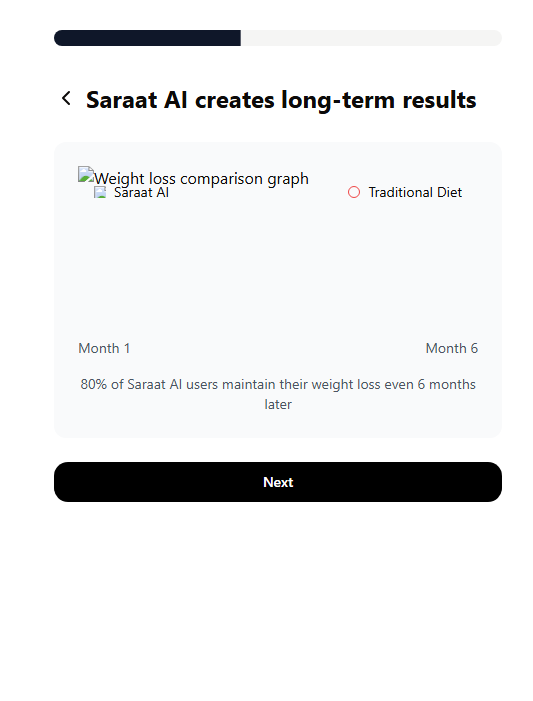 Saraat AI creates long-term results
Weight loss comparison graph
Saraat AI
Traditional Diet
Month 1
Month 6
80% of Saraat AI users maintain their weight loss even 6 months
later
Next